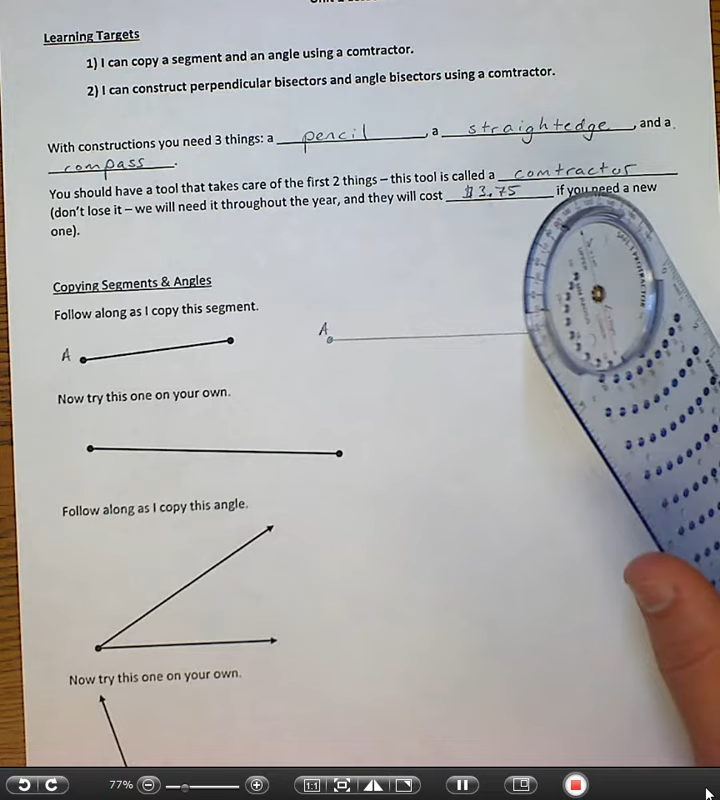 Learning Targets
1) I can copy a segment and an angle using a comtractor.
2) I can construct perpendicular bisectors and angle bisectors using a comtractor.
With constructions you need 3 things: a pencil, a straightedge, and a
compass.
You should have a tool that takes care of the first 2 things – this tool is called a comtractor
(don't lose it – we will need it throughout the year, and they will cost $3.75 if you need a new
one).
Copying Segments & Angles
Follow along as I copy this segment.
A
A
Now try this one on your own.
Follow along as I copy this angle.
Now try this one on your own.
77%
1:1